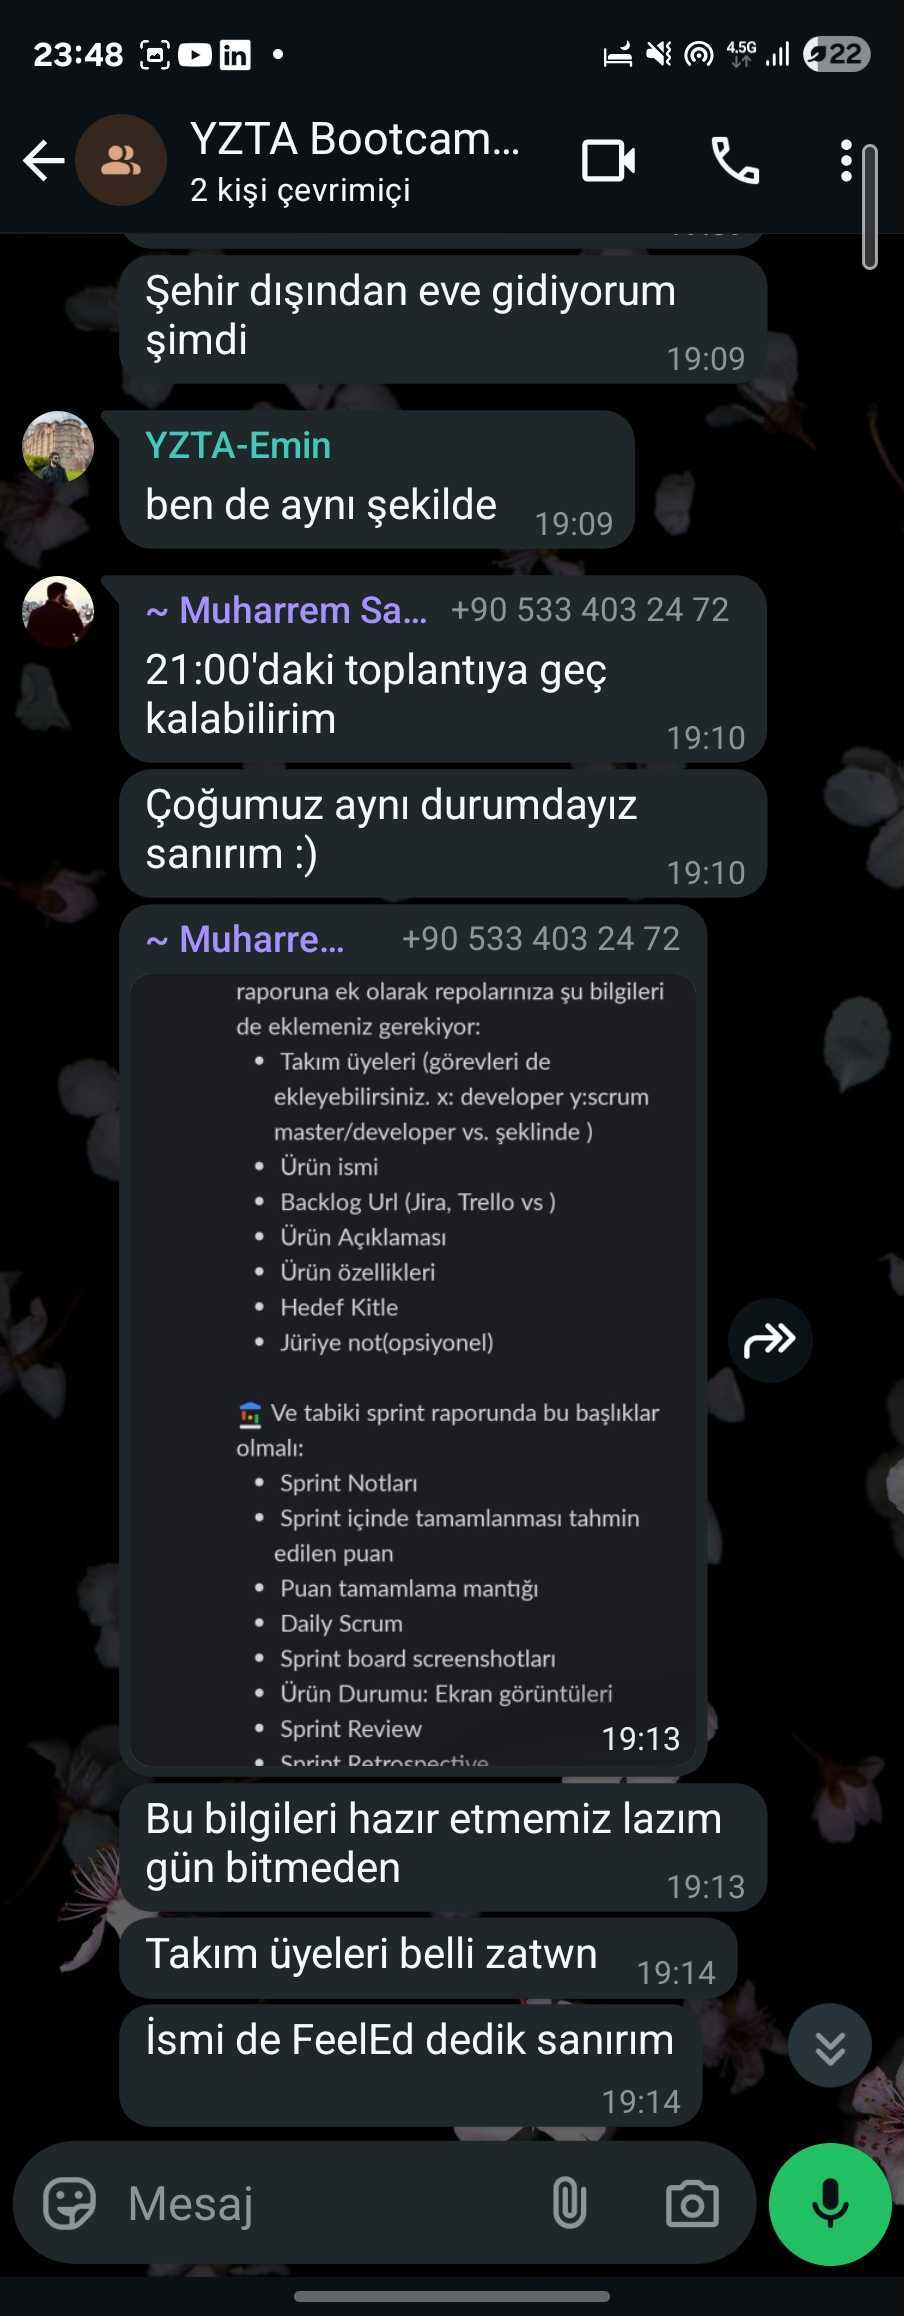 23:48
4.5G
22
YZTA Bootcam...
2 kişi çevrimiçi
Şehir dışından eve gidiyorum
şimdi
19:09
YZTA-Emin
ben de aynı şekilde
19:09
~ Muharrem Sa... +90 533 403 24 72
21:00'daki toplantıya geç
kalabilirim
19:10
Çoğumuz aynı durumdayız
sanırım :)
19:10
~ Muharre... +90 533 403 24 72
raporuna ek olarak repolarınıza şu bilgileri
de eklemeniz gerekiyor:
• Takım üyeleri (görevleri de
ekleyebilirsiniz. x: developer y:scrum
master/developer vs. şeklinde )
• Ürün ismi
• Backlog Url (Jira, Trello vs )
• Ürün Açıklaması
• Ürün özellikleri
• Hedef Kitle
• Jüriye not(opsiyonel)
Ve tabiki sprint raporunda bu başlıklar
olmalı:
• Sprint Notları
• Sprint içinde tamamlanması tahmin
edilen puan
• Puan tamamlama mantığı
• Daily Scrum
• Sprint board screenshotları
• Ürün Durumu: Ekran görüntüleri
• Sprint Review
• Sprint Retrospective
19:13
Bu bilgileri hazır etmemiz lazım
gün bitmeden
19:13
Takım üyeleri belli zatwn
19:14
İsmi de FeelEd dedik sanırım
19:14
Mesaj